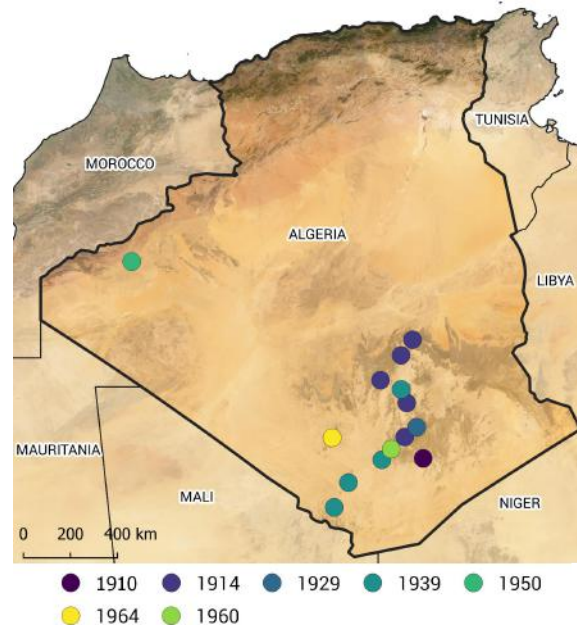 TUNISIA
MOROCCO
ALGERIA
LIBYA
MAURITANIA
MALI
NIGER
0 200 400 km
1910 1914 1929 1939 1950
1964 1960